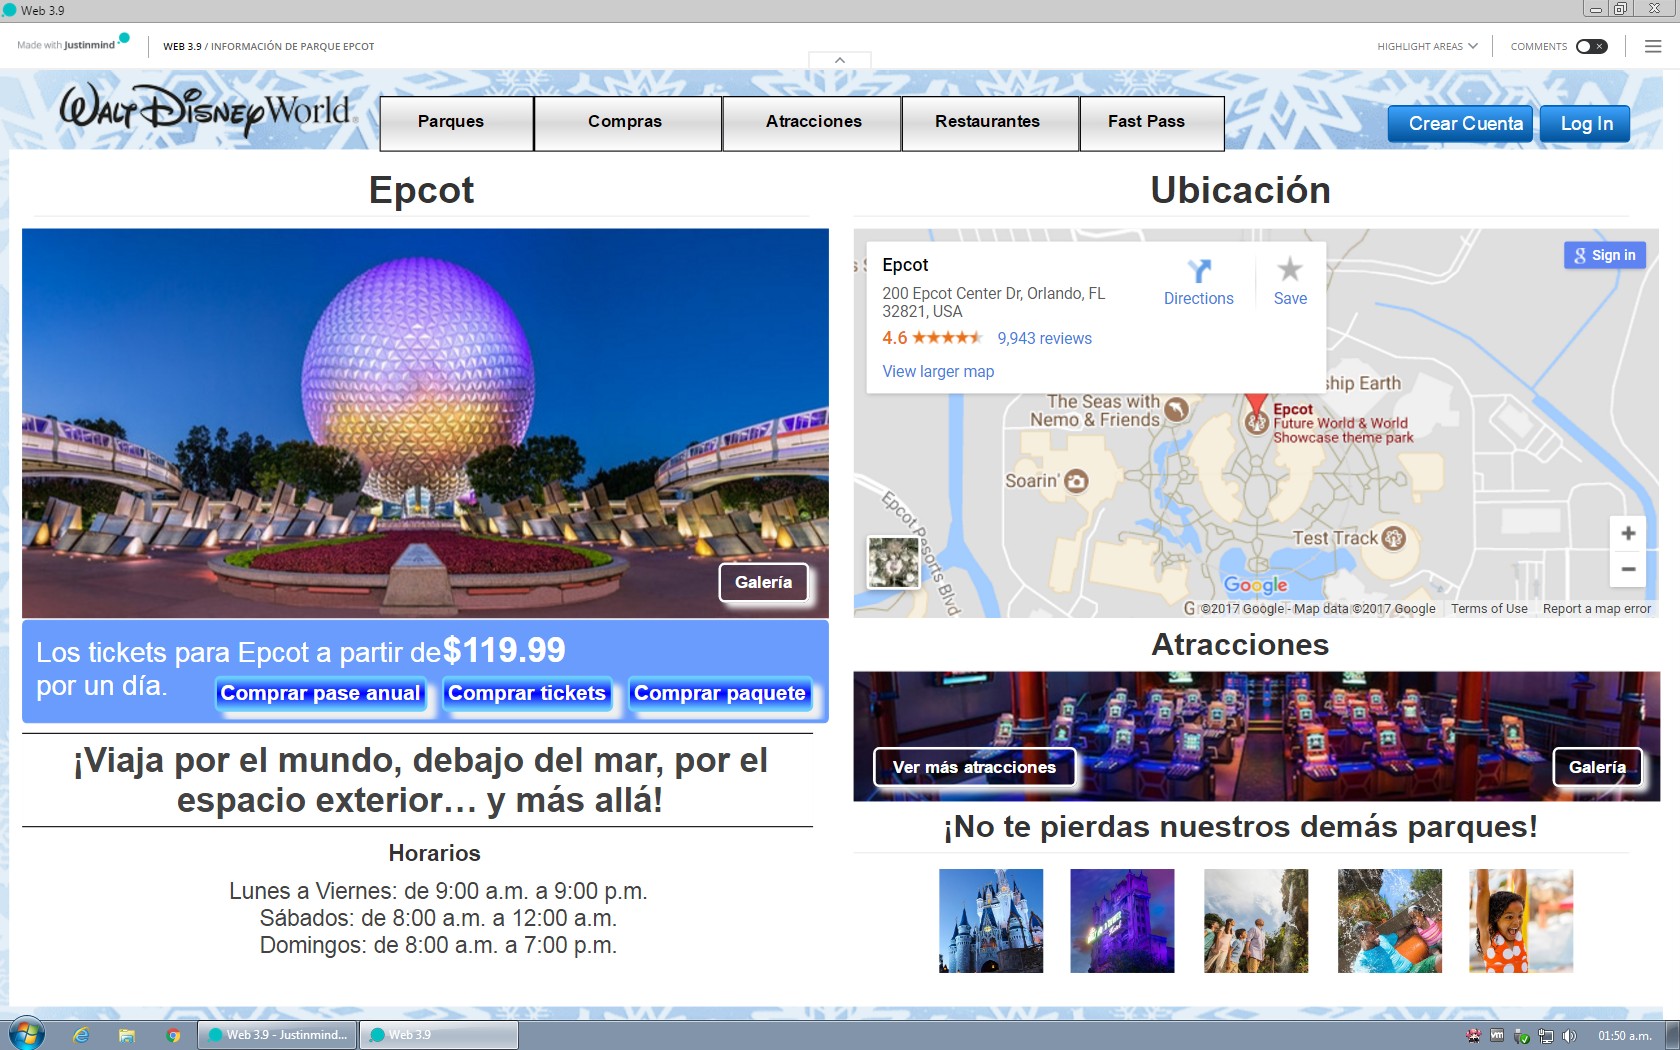 Web 3.9
Made with Justinmind
WEB 3.9 / INFORMACIÓN DE PARQUE EPCOT
HIGHLIGHT AREAS
COMMENTS
WALT DISNEY World
Parques
Compras
Atracciones
Restaurantes
Fast Pass
Crear Cuenta
Log In
Epcot
Galería
Los tickets para Epcot a partir de $119.99
por un día.
Comprar pase anual
Comprar tickets
Comprar paquete
¡Viaja por el mundo, debajo del mar, por el
espacio exterior… y más allá!
Horarios
Lunes a Viernes: de 9:00 a.m. a 9:00 p.m.
Sábados: de 8:00 a.m. a 12:00 a.m.
Domingos: de 8:00 a.m. a 7:00 p.m.
Ubicación
Epcot
200 Epcot Center Dr, Orlando, FL
32821, USA
4.6
9,943 reviews
View larger map
Directions
Save
Sign in
ship Earth
The Seas with
Nemo & Friends
Epcot
Future World & World
Showcase theme park
Soarin'
Test Track
Epcot Resorts Blvd
Google
©2017 Google - Map data ©2017 Google
Terms of Use
Report a map error
Atracciones
Ver más atracciones
Galería
¡No te pierdas nuestros demás parques!
Web 3.9 - Justinmind...
Web 3.9
01:50 a.m.